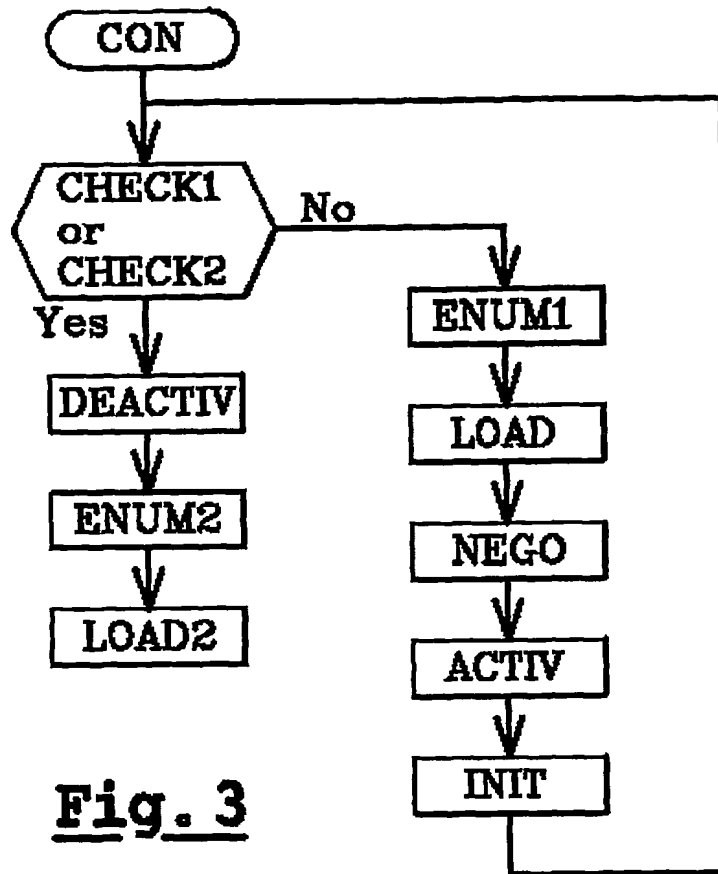 CON
CHECK1
or
CHECK2
No
Yes
DEACTIV
ENUM2
LOAD2
ENUM1
LOAD
NEGO
ACTIV
INIT
Fig. 3